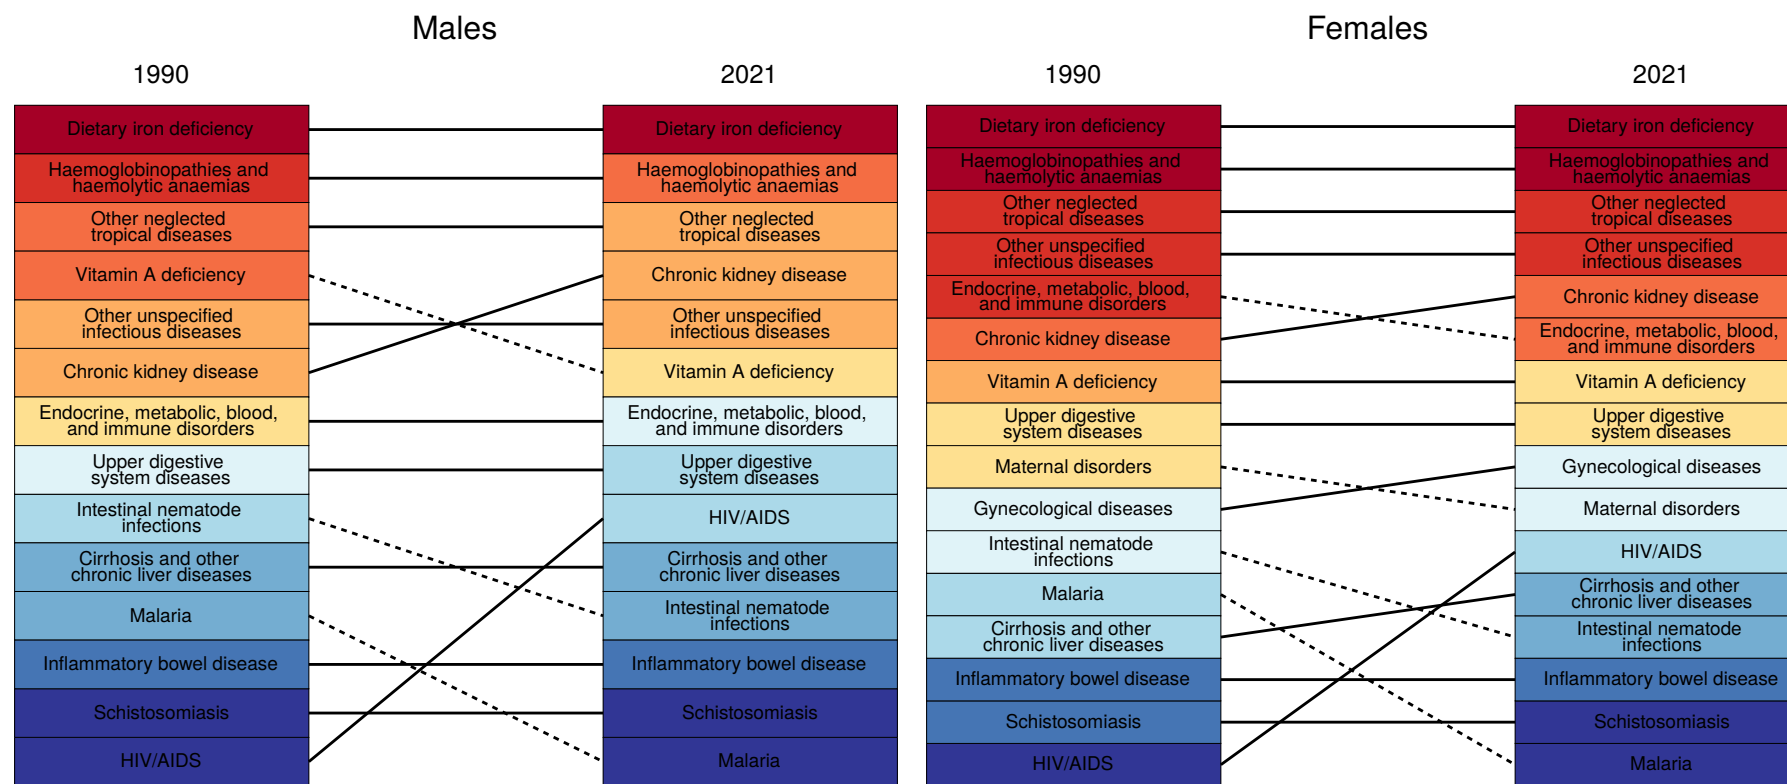 Males
1990
2021
Dietary iron deficiency
Haemoglobinopathies and
haemolytic anaemias
Other neglected
tropical diseases
Vitamin A deficiency
Other unspecified
infectious diseases
Chronic kidney disease
Endocrine, metabolic, blood,
and immune disorders
Upper digestive
system diseases
Intestinal nematode
infections
Cirrhosis and other
chronic liver diseases
Malaria
Inflammatory bowel disease
Schistosomiasis
HIV/AIDS
Dietary iron deficiency
Haemoglobinopathies and
haemolytic anaemias
Other neglected
tropical diseases
Chronic kidney disease
Other unspecified
infectious diseases
Vitamin A deficiency
Endocrine, metabolic, blood,
and immune disorders
Upper digestive
system diseases
HIV/AIDS
Cirrhosis and other
chronic liver diseases
Intestinal nematode
infections
Inflammatory bowel disease
Schistosomiasis
Malaria
Females
1990
2021
Dietary iron deficiency
Haemoglobinopathies and
haemolytic anaemias
Other neglected
tropical diseases
Other unspecified
infectious diseases
Endocrine, metabolic, blood,
and immune disorders
Chronic kidney disease
Vitamin A deficiency
Upper digestive
system diseases
Maternal disorders
Gynecological diseases
Intestinal nematode
infections
Malaria
Cirrhosis and other
chronic liver diseases
Inflammatory bowel disease
Schistosomiasis
HIV/AIDS
Dietary iron deficiency
Haemoglobinopathies and
haemolytic anaemias
Other neglected
tropical diseases
Other unspecified
infectious diseases
Chronic kidney disease
Endocrine, metabolic, blood,
and immune disorders
Vitamin A deficiency
Upper digestive
system diseases
Gynecological diseases
Maternal disorders
HIV/AIDS
Cirrhosis and other
chronic liver diseases
Intestinal nematode
infections
Inflammatory bowel disease
Schistosomiasis
Malaria